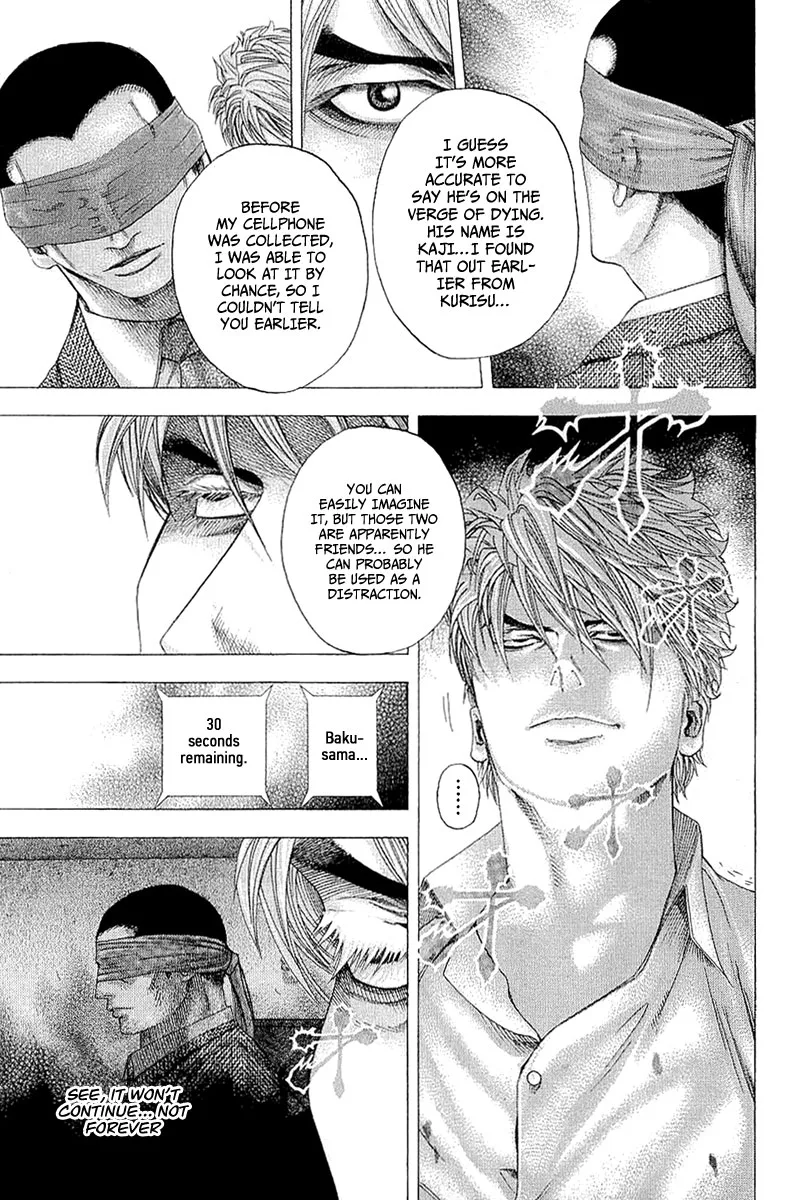 I GUESS
IT'S MORE
ACCURATE TO
SAY HE'S ON THE
VERGE OF DYING.
HIS NAME IS
KAJI...I FOUND
THAT OUT EARL-
IER FROM
KURISU...
BEFORE
MY CELLPHONE
WAS COLLECTED,
I WAS ABLE TO
LOOK AT IT BY
CHANCE, SO I
COULDN'T TELL
YOU EARLIER.
YOU CAN
EASILY IMAGINE
IT, BUT THOSE TWO
ARE APPARENTLY
FRIENDS... SO HE
CAN PROBABLY
BE USED AS A
DISTRACTION.
......
Baku-
sama...
30
seconds
remaining.
SEE, IT WON'T
CONTINUE... NOT
FOREVER